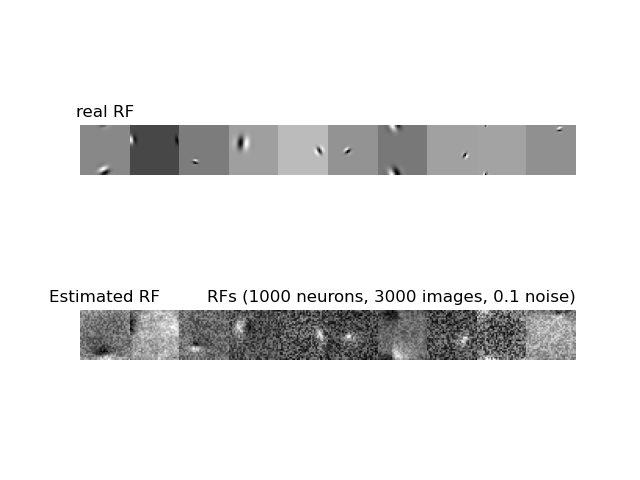 real RF
Estimated RF
RFs (1000 neurons, 3000 images, 0.1 noise)